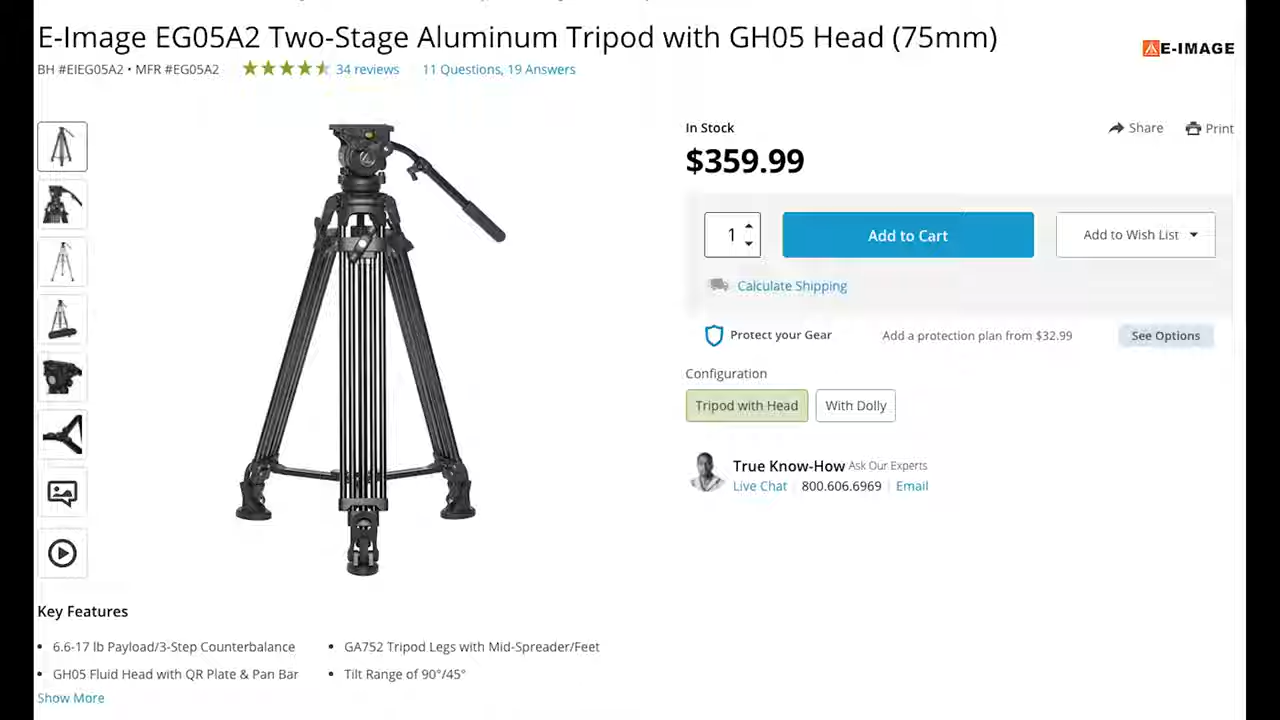 E-Image EG05A2 Two-Stage Aluminum Tripod with GH05 Head (75mm)
E-IMAGE
BH #EIEG05A2 • MFR #EG05A2 34 reviews 11 Questions, 19 Answers
In Stock
Share Print
$359.99
1 Add to Cart Add to Wish List
Calculate Shipping
Protect your Gear Add a protection plan from $32.99 See Options
Configuration
Tripod with Head With Dolly
True Know-How Ask Our Experts
Live Chat 800.606.6969 Email
Key Features
• 6.6-17 lb Payload/3-Step Counterbalance
• GH05 Fluid Head with QR Plate & Pan Bar
• GA752 Tripod Legs with Mid-Spreader/Feet
• Tilt Range of 90°/45°
Show More